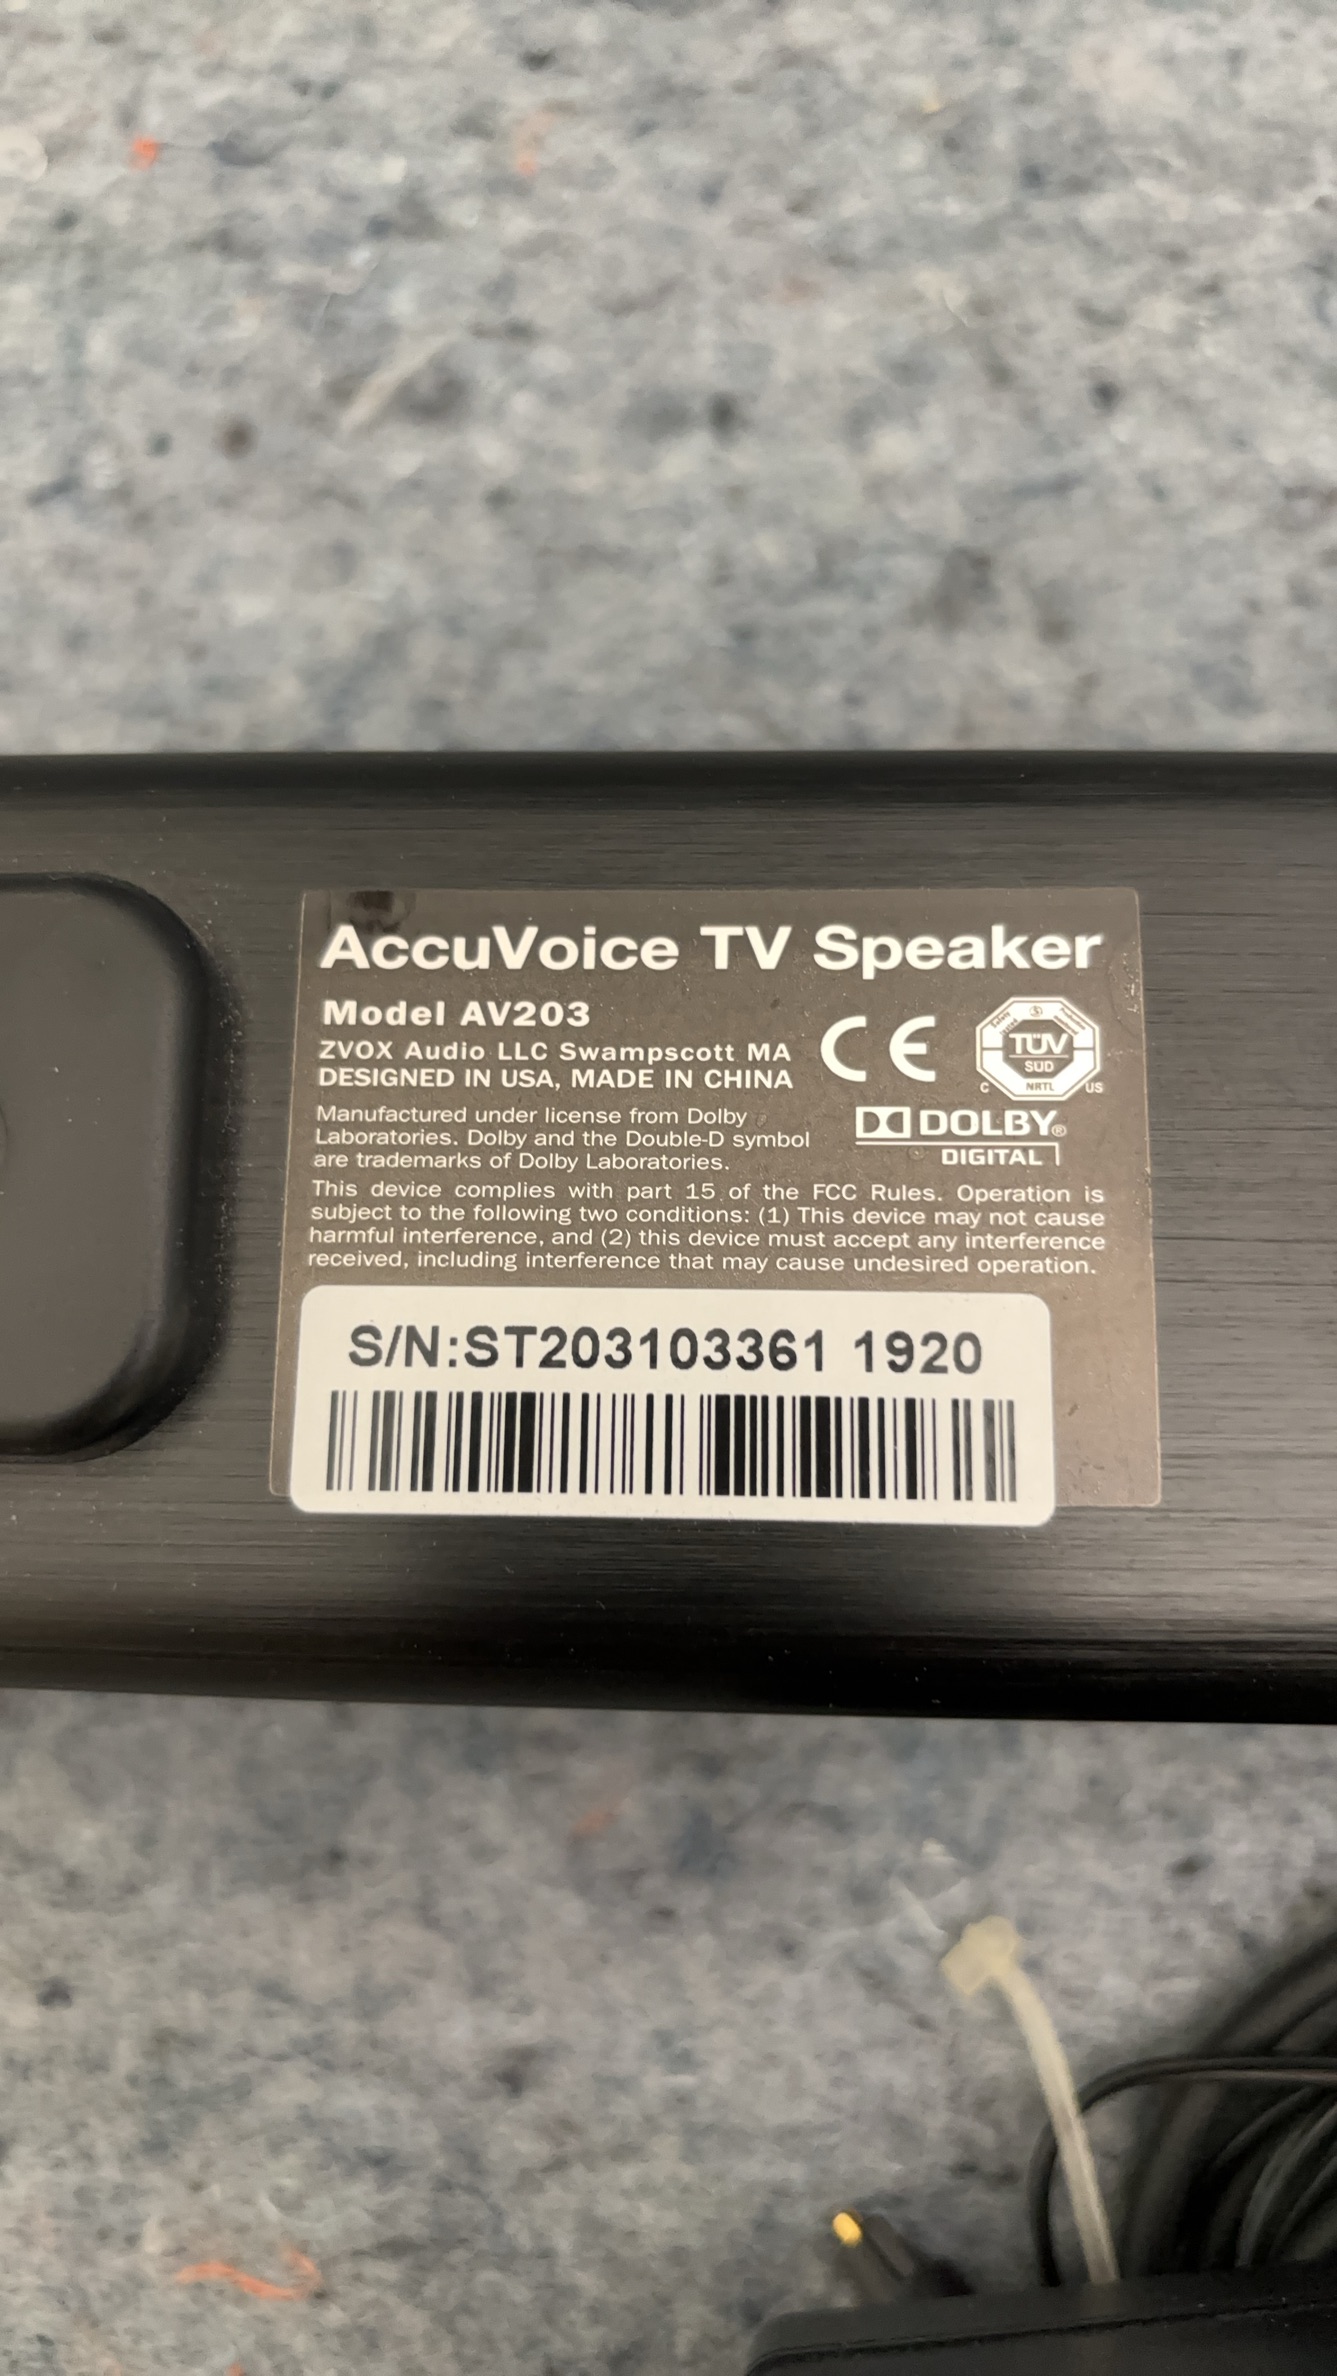 AccuVoice TV Speaker
Model AV203
ZVOX Audio LLC Swampscott MA
DESIGNED IN USA, MADE IN CHINA
CE
TÜV
SÜD
C NRTL US
Manufactured under license from Dolby
Laboratories. Dolby and the Double-D symbol
are trademarks of Dolby Laboratories.
DOLBY®
DIGITAL
This device complies with part 15 of the FCC Rules. Operation is
subject to the following two conditions: (1) This device may not cause
harmful interference, and (2) this device must accept any interference
received, including interference that may cause undesired operation.
S/N:ST203103361 1920